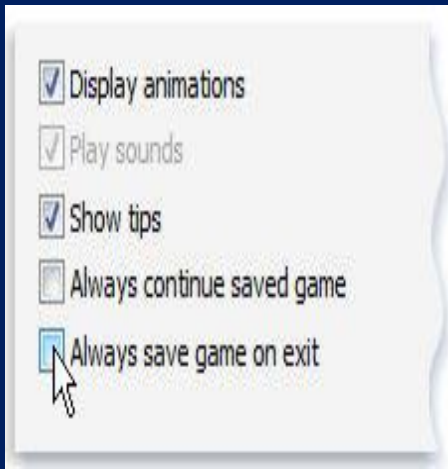 Display animations
Play sounds
Show tips
Always continue saved game
Always save game on exit